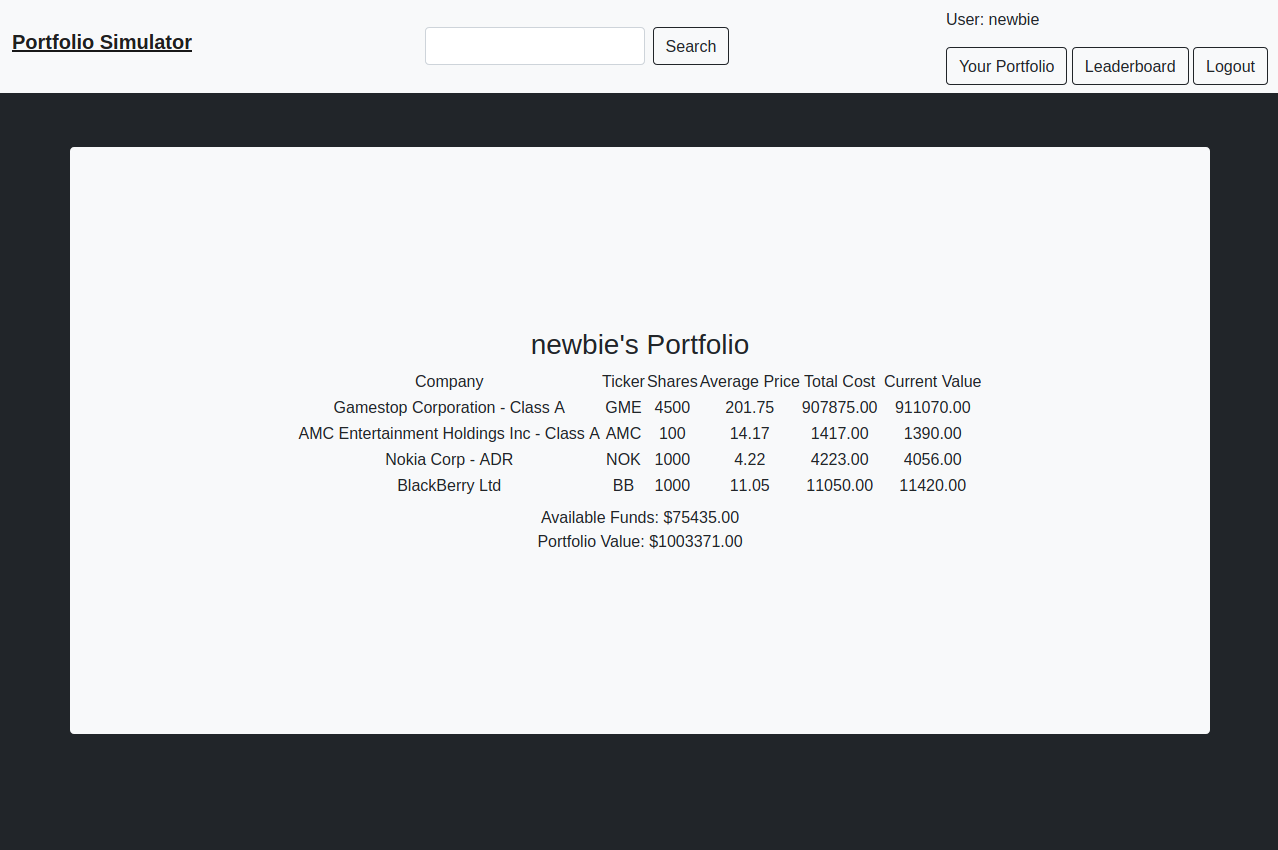 Portfolio Simulator
Search
User: newbie
Your Portfolio Leaderboard Logout
newbie's Portfolio
Company Ticker Shares Average Price Total Cost Current Value
Gamestop Corporation - Class A GME 4500 201.75 907875.00 911070.00
AMC Entertainment Holdings Inc - Class A AMC 100 14.17 1417.00 1390.00
Nokia Corp - ADR NOK 1000 4.22 4223.00 4056.00
BlackBerry Ltd BB 1000 11.05 11050.00 11420.00
Available Funds: $75435.00
Portfolio Value: $1003371.00